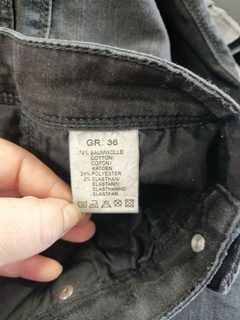 GR: 36
74% BAUMWOLLE/
COTTON/
COTON/
KATOEN
24% POLYESTER
2% ELASTHAN/
ELASTANE/
ELASTHANNE/
ELASTAAN